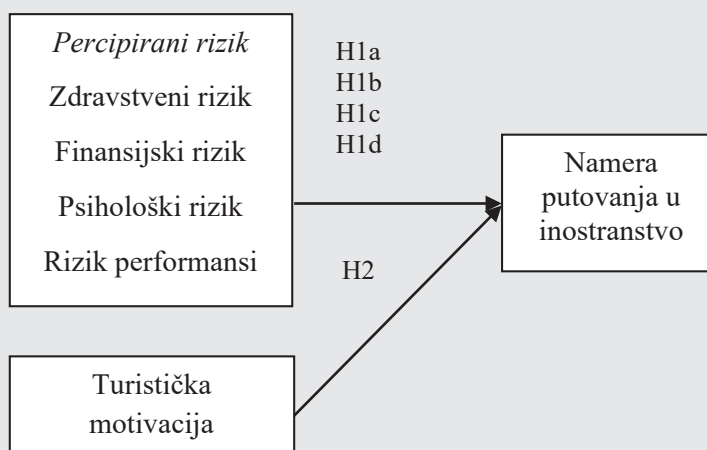 Percipirani rizik
Zdravstveni rizik
Finansijski rizik
Psihološki rizik
Rizik performansi
H1a
H1b
H1c
H1d
Namera
putovanja u
inostranstvo
H2
Turistička
motivacija